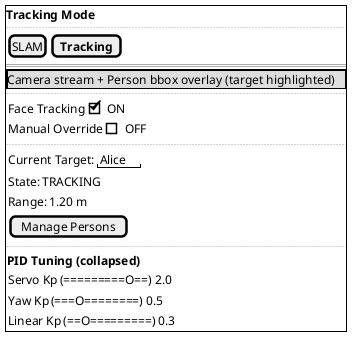 Tracking Mode
SLAM Tracking
Camera stream + Person bbox overlay (target highlighted)
Face Tracking ON
Manual Override OFF
Current Target: Alice
State: TRACKING
Range: 1.20 m
Manage Persons
PID Tuning (collapsed)
Servo Kp (=========O==) 2.0
Yaw Kp (===O========) 0.5
Linear Kp (==O=========) 0.3